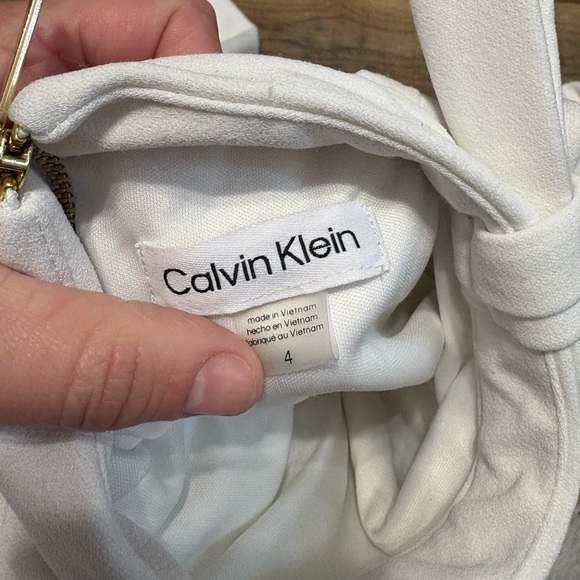 Calvin Klein
made in Vietnam
hecho en Vietnam
fabriqué au Vietnam
4